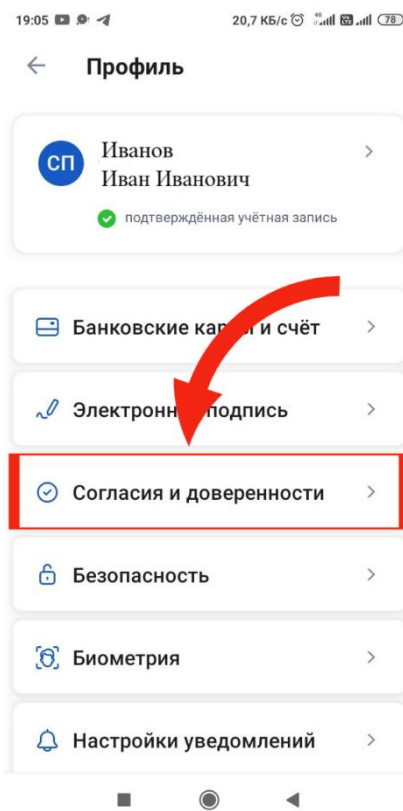 19:05 20,7 КБ/с 4G 78
Профиль
СП
Иванов
Иван Иванович
подтверждённая учётная запись
Банковские и счёт
подпись
Согласия и доверенности
Безопасность
Биометрия
Настройки уведомлений